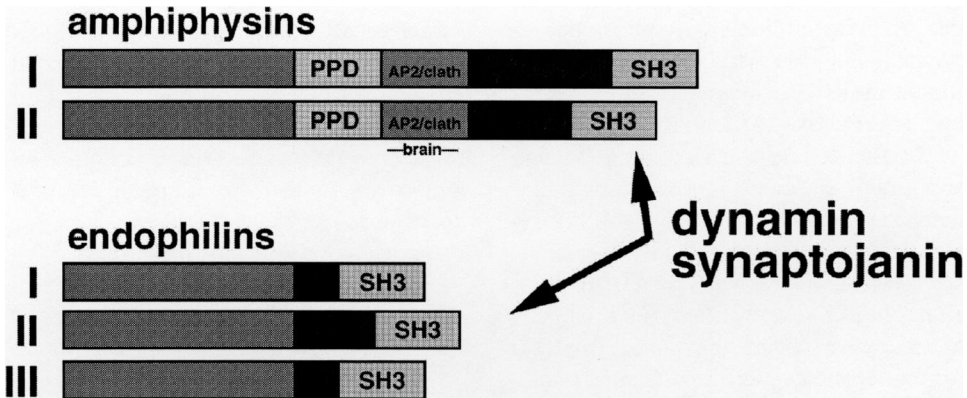 amphiphysins
I PPD AP2/clath SH3
II PPD AP2/clath SH3
—brain—
dynamin
synaptojanin
endophilins
I SH3
II SH3
III SH3